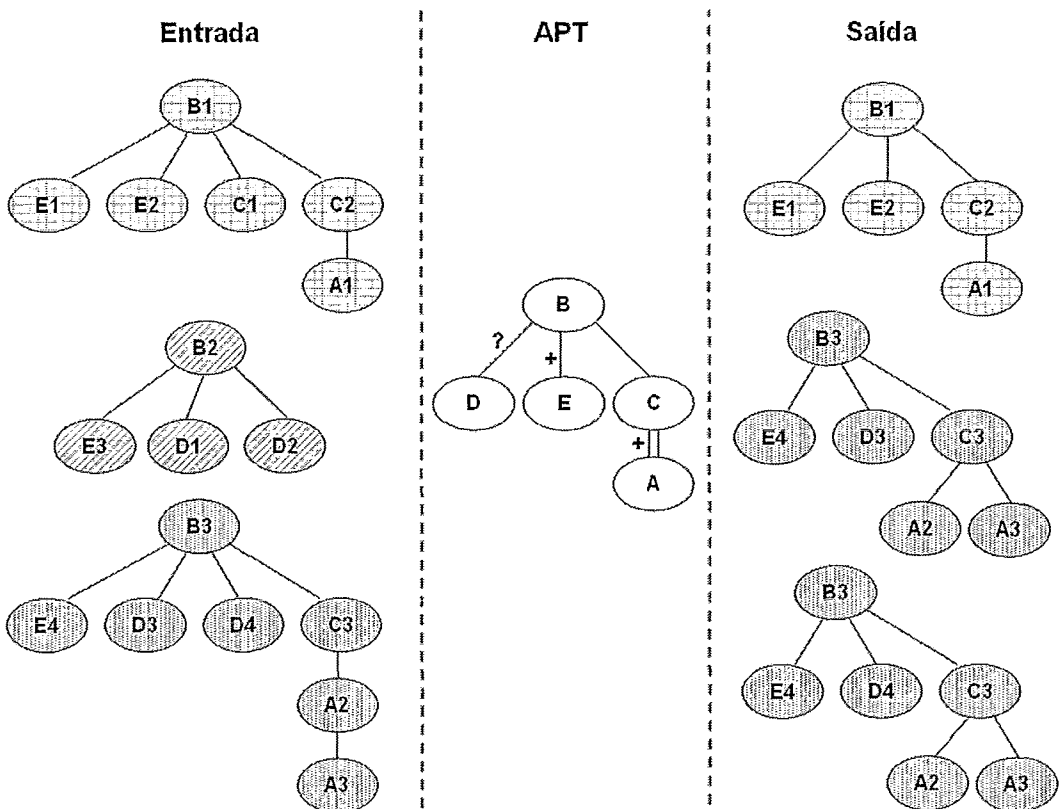 Entrada
B1
E1 E2 C1 C2
A1
B2
E3 D1 D2
B3
E4 D3 D4 C3
A2
A3
APT
B
? +
D E C
+
A
Saída
B1
E1 E2 C2
A1
B3
E4 D3 C3
A2 A3
B3
E4 D4 C3
A2 A3